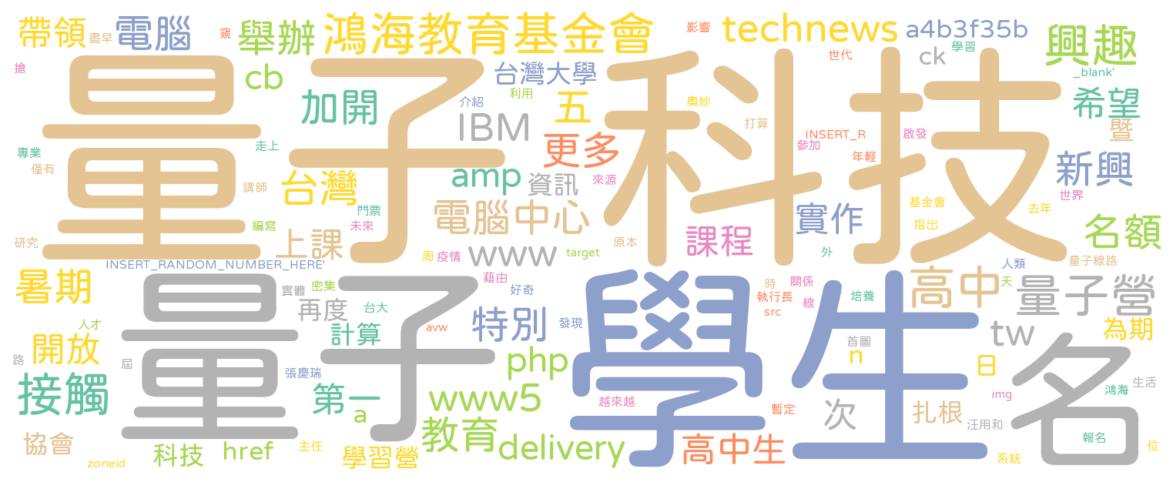 帶領 盡早 電腦 窺 舉辦 鴻海教育基金會 影響 technews a4b3f35b 興趣
搶 cb 台灣大學 世代 ck 學習 _blank'
量子科技
加開 介紹 利用 五 奧妙 打算 希望
專業 走上 IBM 更多 INSERT_R 參加 啟發 年輕 暨
僅有 講師 台灣 amp 資訊 來源 新興 世界
門票 編寫 未來 電腦中心 課程 實作 基金會 指出 去年 名額
研究 上課 周 疫情 www target 原本 外 量子線路
INSERT_RANDOM_NUMBER_HERE' 人類
暑期 實體 密集 藉由 好奇 時 執行長 關係 高中 天 量子營
量子 學生 名
再度 台大 src 線 培養
人才 計算 avw 特別 發現 tw 為期
開放 路 屆 張慶瑞 php 首圖 n 日
接觸 第一 a www5 越來越 暫定 次 扎根 汪用和 img 鴻海 生活
協會 教育 報名
科技 href 主任 delivery 高中生 位
zoneid 學習營 系統